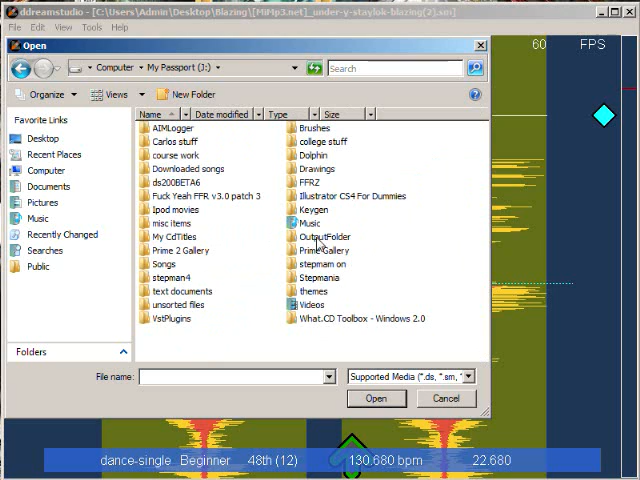 ddreamstudio - [C:\Users\Admin\Desktop\Blazing\[MiMp3.net]_under-y-staylok-blazing(2).sm]
File Edit View Tools Help
Open
60 FPS
Computer My Passport (J:)
Search
Organize Views New Folder
Favorite Links
Desktop
Recent Places
Computer
Documents
Pictures
Music
Recently Changed
Searches
Public
Folders
Name Date modified Type Size
AIMLogger Brushes
Carlos stuff college stuff
course work Dolphin
Downloaded songs Drawings
ds200BETA6 FFRZ
Fuck Yeah FFR v3.0 patch 3 Illustrator CS4 For Dummies
Ipod movies Keygen
misc items Music
My CdTitles OutputFolder
Prime 2 Gallery Prime Gallery
Songs stepmam on
stepman4 Stepmania
text documents themes
unsorted files Videos
VstPlugins What.CD Toolbox - Windows 2.0
File name: Supported Media (*.ds, *.sm, *
Open Cancel
dance-single Beginner 48th (12) 130.680 bpm 22.680